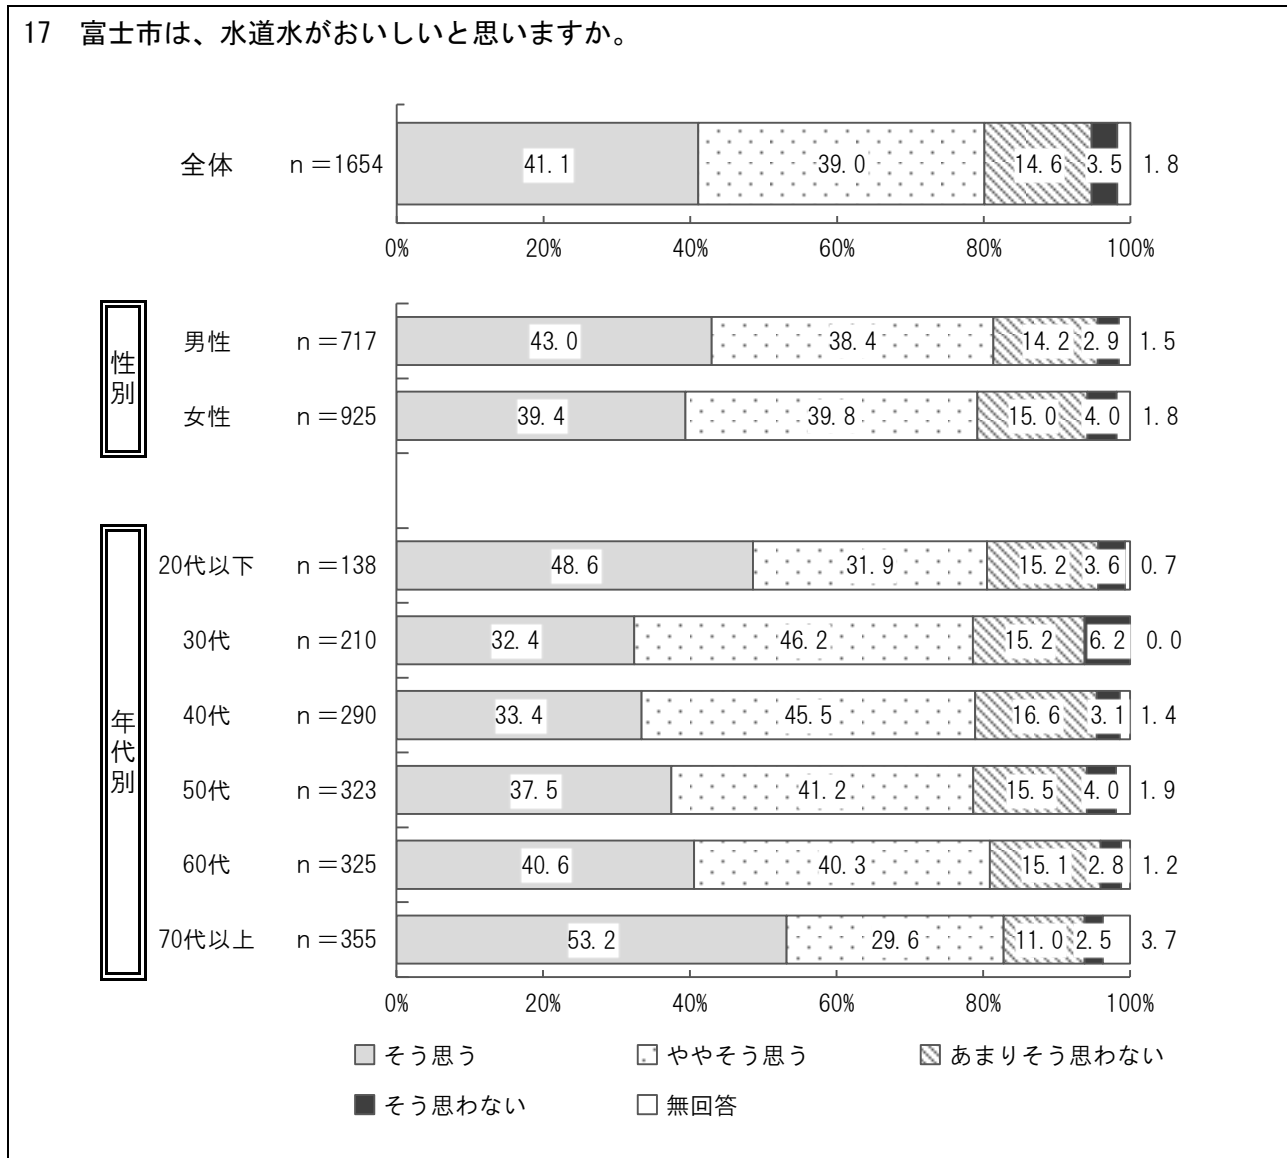 17 富士市は、水道水がおいしいと思いますか。
全体 n=1654 41.1 39.0 14.6 3.5 1.8
0% 20% 40% 60% 80% 100%
性別
男性 n=717 43.0 38.4 14.2 2.9 1.5
女性 n=925 39.4 39.8 15.0 4.0 1.8
年代別
20代以下 n=138 48.6 31.9 15.2 3.6 0.7
30代 n=210 32.4 46.2 15.2 6.2 0.0
40代 n=290 33.4 45.5 16.6 3.1 1.4
50代 n=323 37.5 41.2 15.5 4.0 1.9
60代 n=325 40.6 40.3 15.1 2.8 1.2
70代以上 n=355 53.2 29.6 11.0 2.5 3.7
0% 20% 40% 60% 80% 100%
そう思う ややそう思う あまりそう思わない
そう思わない 無回答